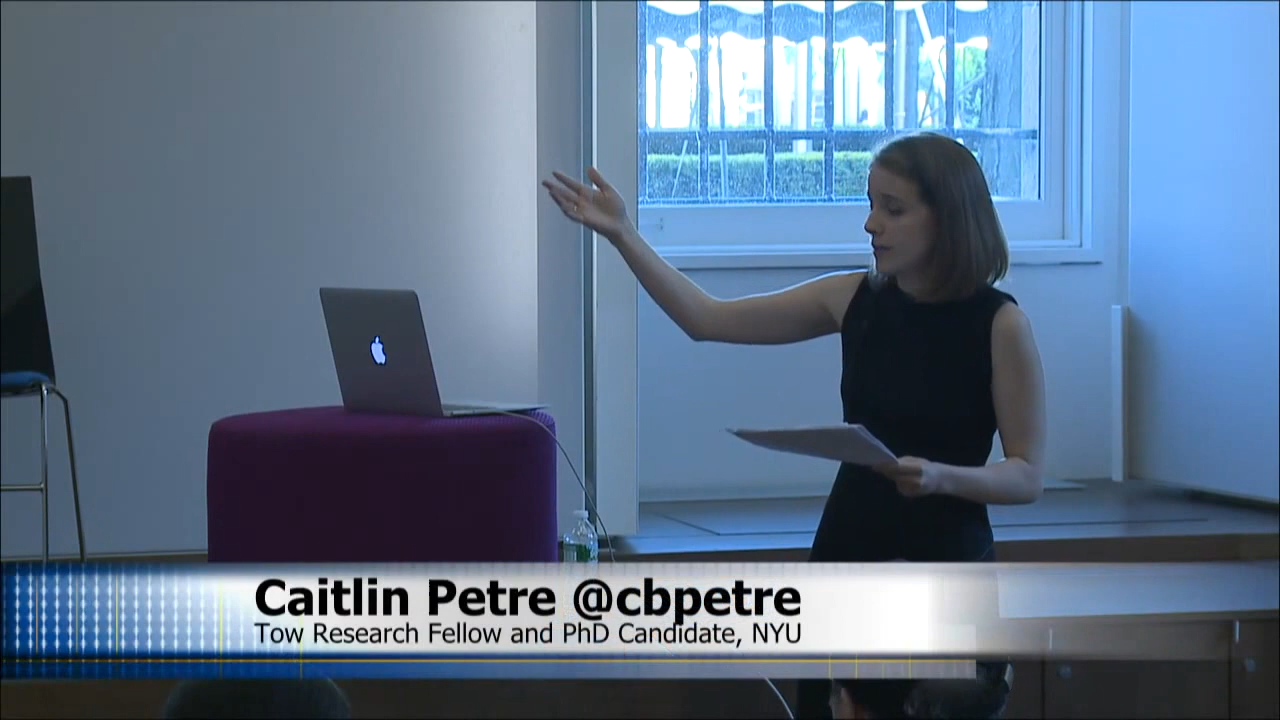 Caitlin Petre @cbpetre
Tow Research Fellow and PhD Candidate, NYU